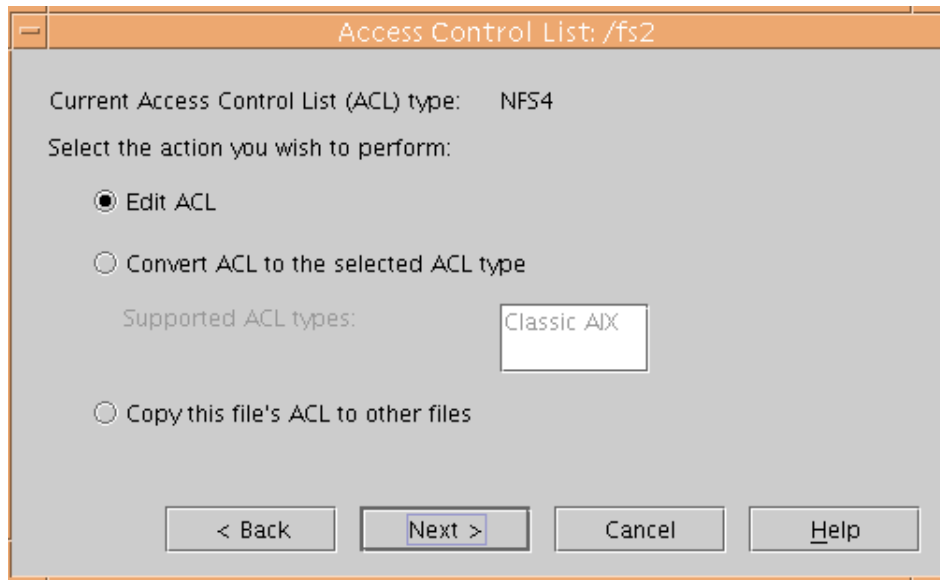 Access Control List: /fs2
Current Access Control List (ACL) type: NFS4
Select the action you wish to perform:
Edit ACL
Convert ACL to the selected ACL type
Supported ACL types: Classic AIX
Copy this file's ACL to other files
< Back Next > Cancel Help